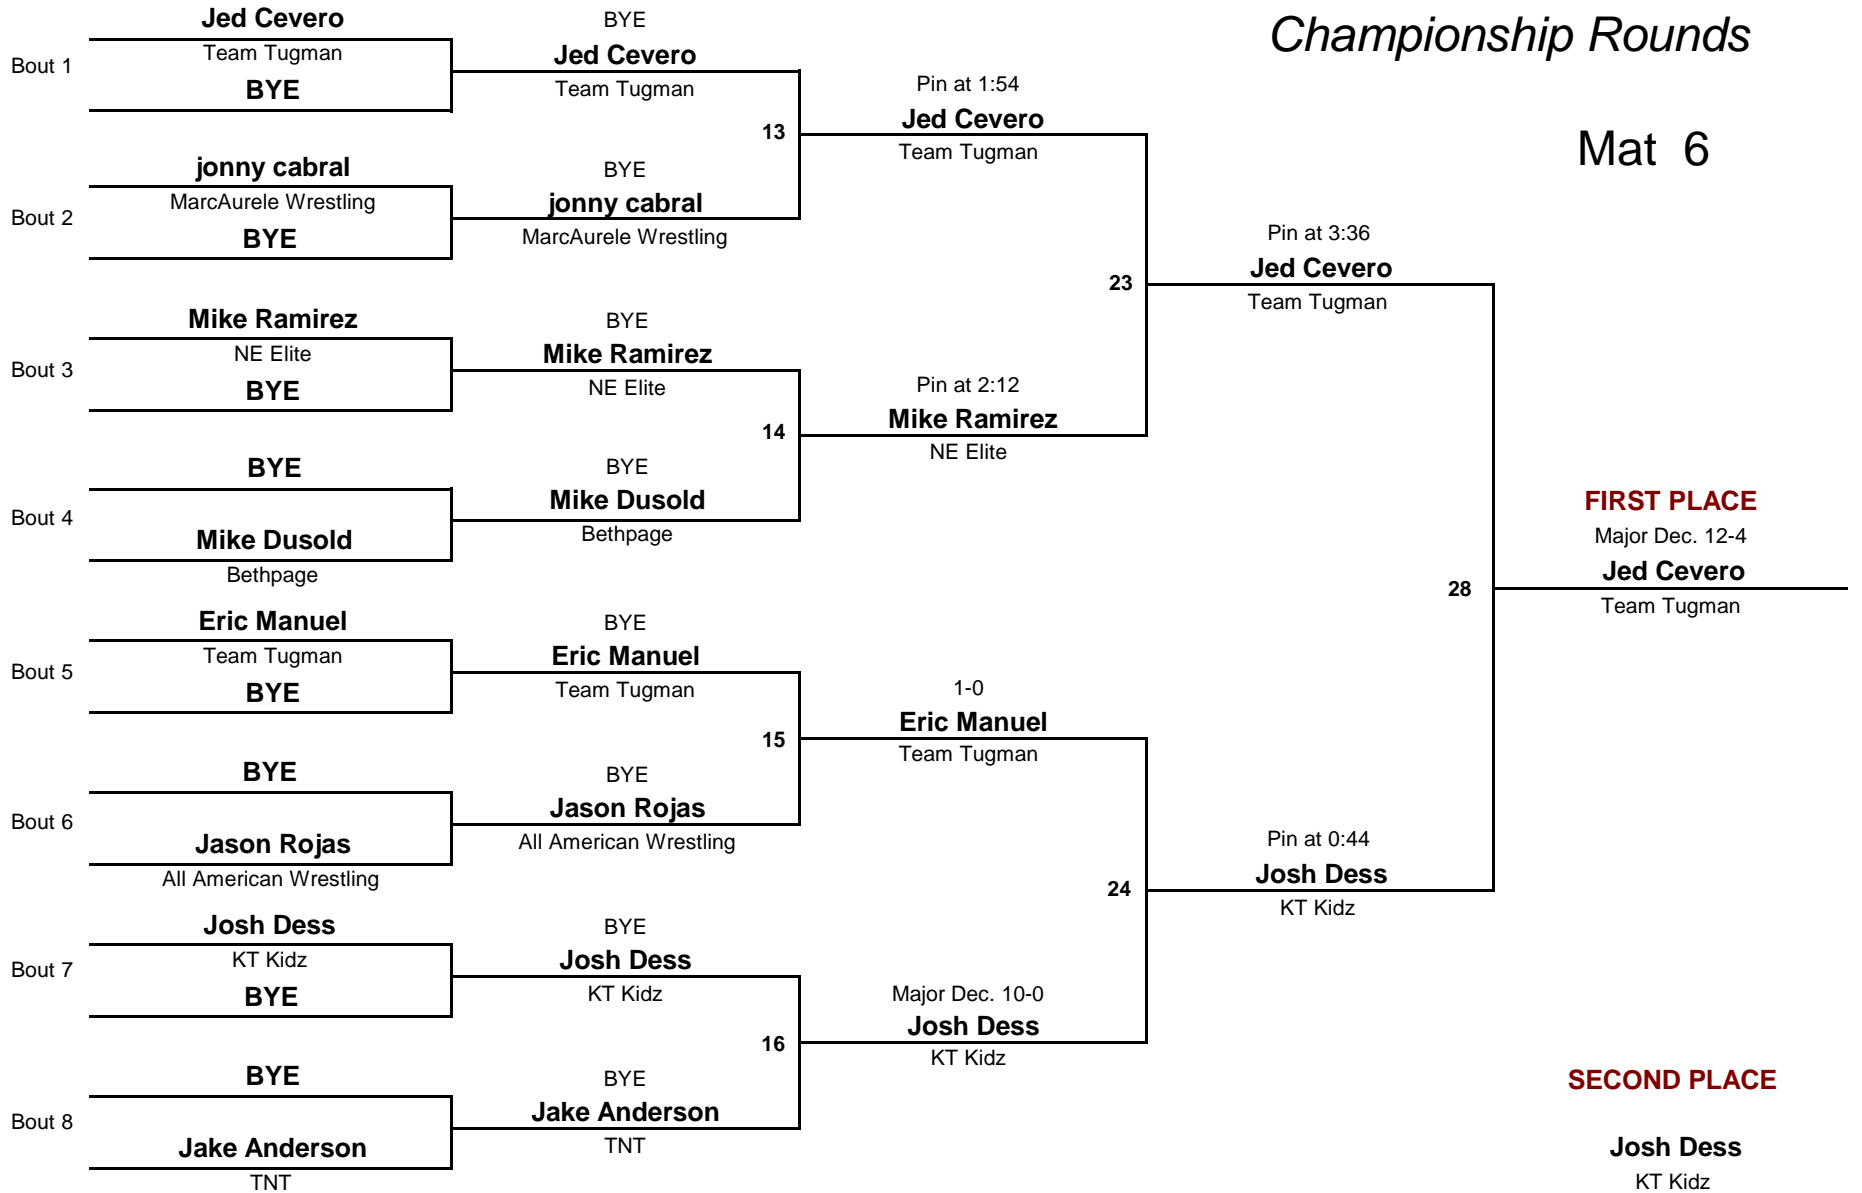 Championship Rounds
Mat 6
Bout 1
Jed Cevero
Team Tugman
BYE
Bout 2
jonny cabral
MarcAurele Wrestling
BYE
Bout 3
Mike Ramirez
NE Elite
BYE
Bout 4
BYE
Mike Dusold
Bethpage
Bout 5
Eric Manuel
Team Tugman
BYE
Bout 6
BYE
Jason Rojas
All American Wrestling
Bout 7
Josh Dess
KT Kidz
BYE
Bout 8
BYE
Jake Anderson
TNT
BYE
Jed Cevero
Team Tugman
13
BYE
jonny cabral
MarcAurele Wrestling
BYE
Mike Ramirez
NE Elite
14
BYE
Mike Dusold
Bethpage
BYE
Eric Manuel
Team Tugman
15
BYE
Jason Rojas
All American Wrestling
BYE
Josh Dess
KT Kidz
16
BYE
Jake Anderson
TNT
Pin at 1:54
Jed Cevero
Team Tugman
23
Pin at 2:12
Mike Ramirez
NE Elite
1-0
Eric Manuel
Team Tugman
24
Major Dec. 10-0
Josh Dess
KT Kidz
Pin at 3:36
Jed Cevero
Team Tugman
28
Pin at 0:44
Josh Dess
KT Kidz
FIRST PLACE
Major Dec. 12-4
Jed Cevero
Team Tugman
SECOND PLACE
Josh Dess
KT Kidz